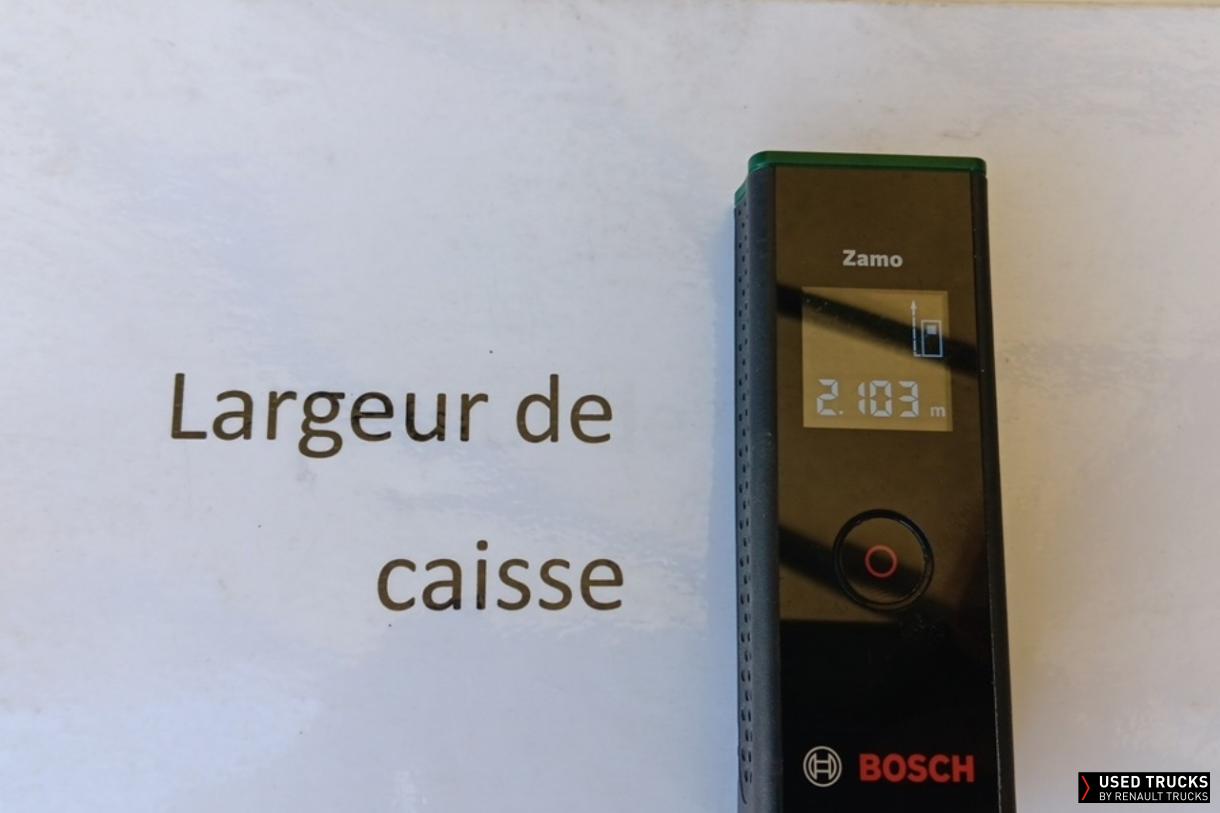 Largeur de
caisse
Zamo
2.103 m
BOSCH
USED TRUCKS
BY RENAULT TRUCKS